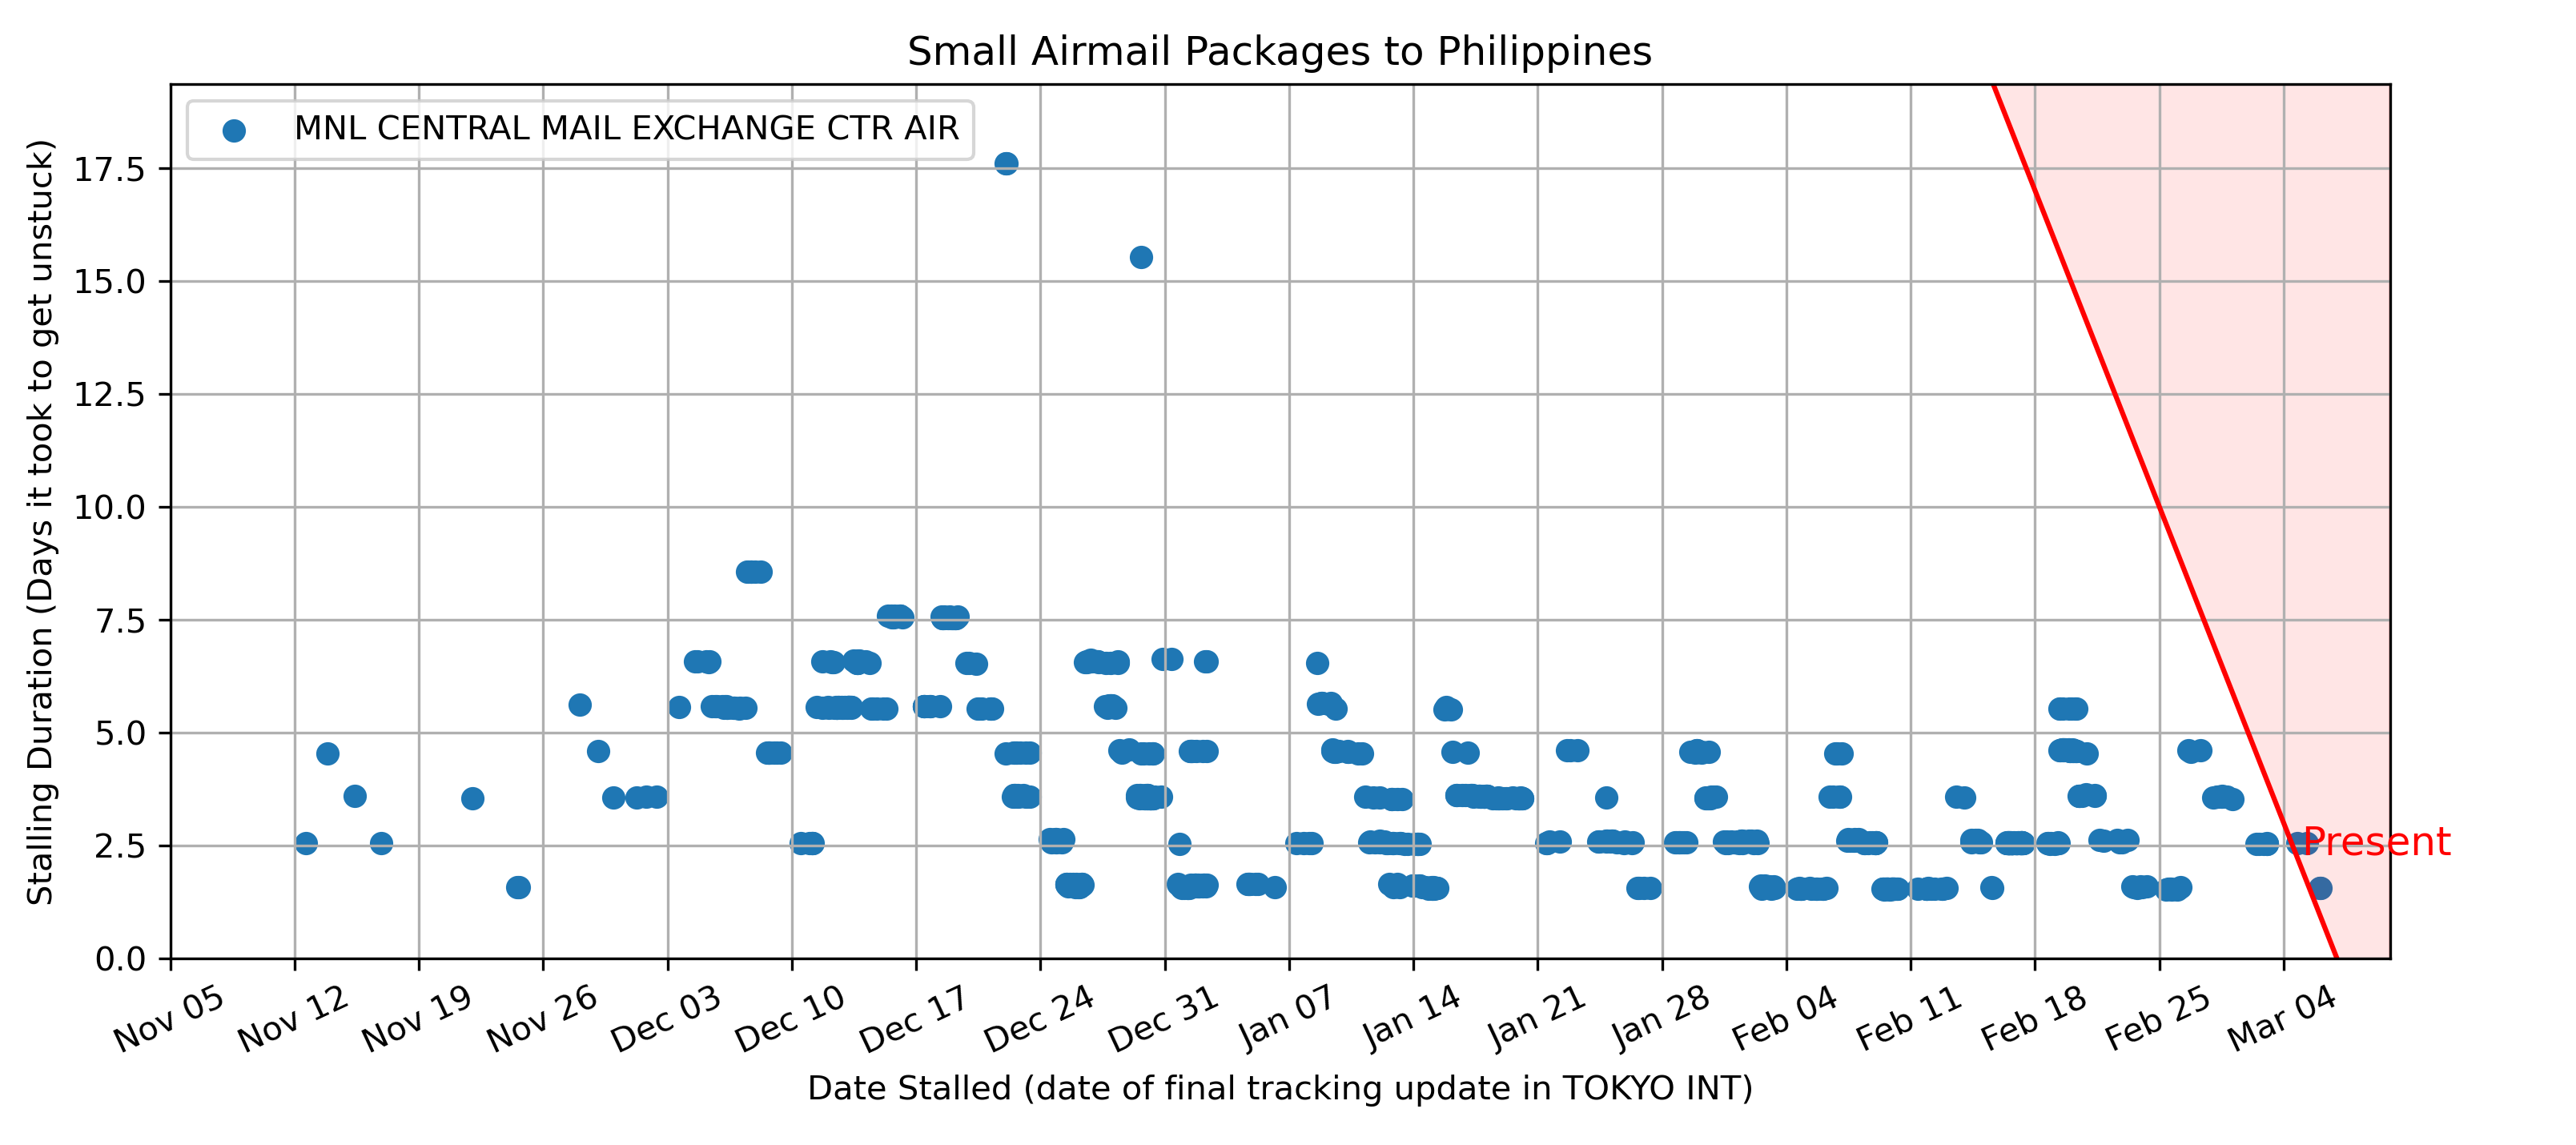 Small Airmail Packages to Philippines
MNL CENTRAL MAIL EXCHANGE CTR AIR
Stalling Duration (Days it took to get unstuck)
17.5
15.0
12.5
10.0
7.5
5.0
2.5
0.0
Present
Nov 05
Nov 12
Nov 19
Nov 26
Dec 03
Dec 10
Dec 17
Dec 24
Dec 31
Jan 07
Jan 14
Jan 21
Jan 28
Feb 04
Feb 11
Feb 18
Feb 25
Mar 04
Date Stalled (date of final tracking update in TOKYO INT)